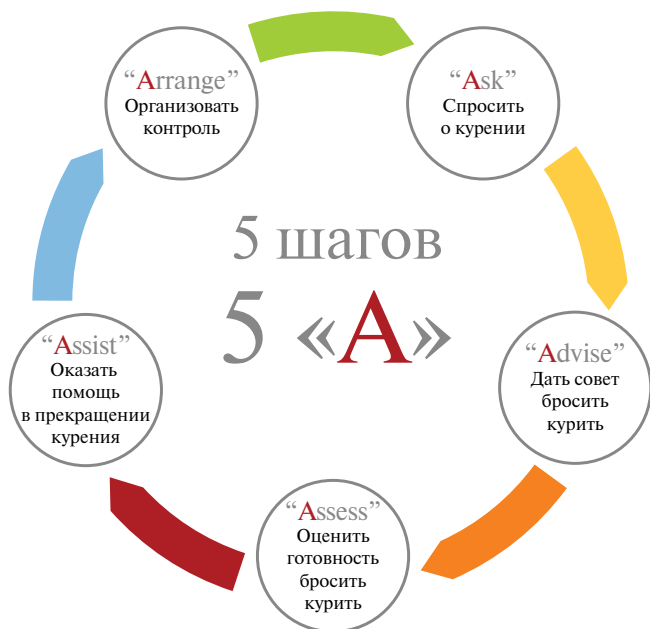 5 шагов
5 «А»
“Ask”
Спросить
о курении
“Advise”
Дать совет
бросить
курить
“Assess”
Оценить
готовность
бросить
курить
“Assist”
Оказать
помощь
в прекращении
курения
“Arrange”
Организовать
контроль